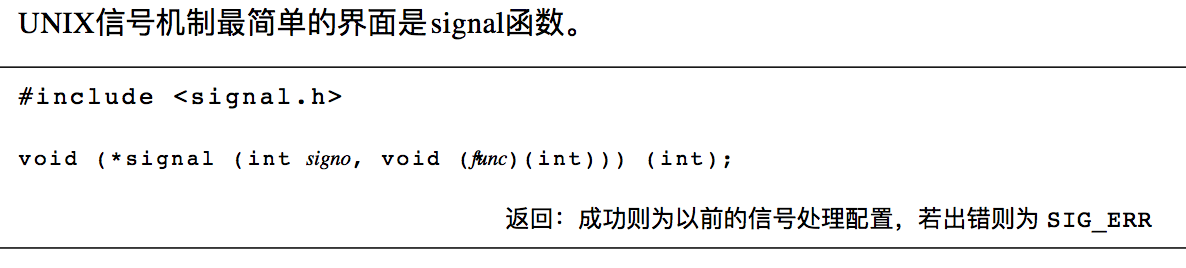 UNIX信号机制最简单的界面是signal函数。
#include <signal.h>
void (*signal (int signo, void (func)(int))) (int);
返回：成功则为以前的信号处理配置，若出错则为 SIG_ERR